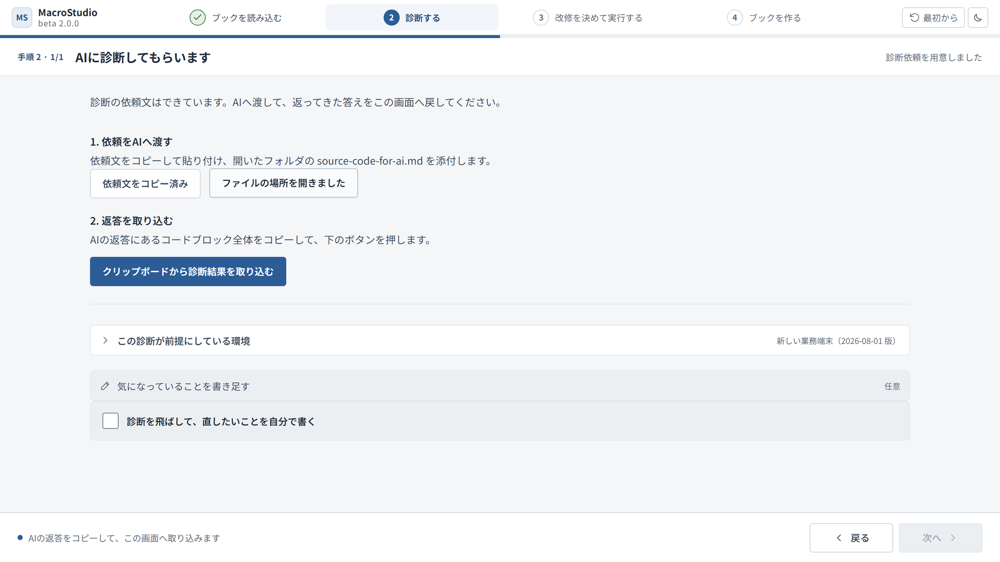 MS
MacroStudio
beta 2.0.0
ブックを読み込む
2 診断する
3 改修を決めて実行する
4 ブックを作る
最初から
手順 2 · 1/1 AIに診断してもらいます
診断依頼を用意しました
診断の依頼文はできています。AIへ渡して、返ってきた答えをこの画面へ戻してください。
1. 依頼をAIへ渡す
依頼文をコピーして貼り付け、開いたフォルダの source-code-for-ai.md を添付します。
依頼文をコピー済み
ファイルの場所を開きました
2. 返答を取り込む
AIの返答にあるコードブロック全体をコピーして、下のボタンを押します。
クリップボードから診断結果を取り込む
この診断が前提にしている環境
新しい業務端末（2026-08-01 版）
気になっていることを書き足す
任意
診断を飛ばして、直したいことを自分で書く
AIの返答をコピーして、この画面へ取り込みます
戻る
次へ